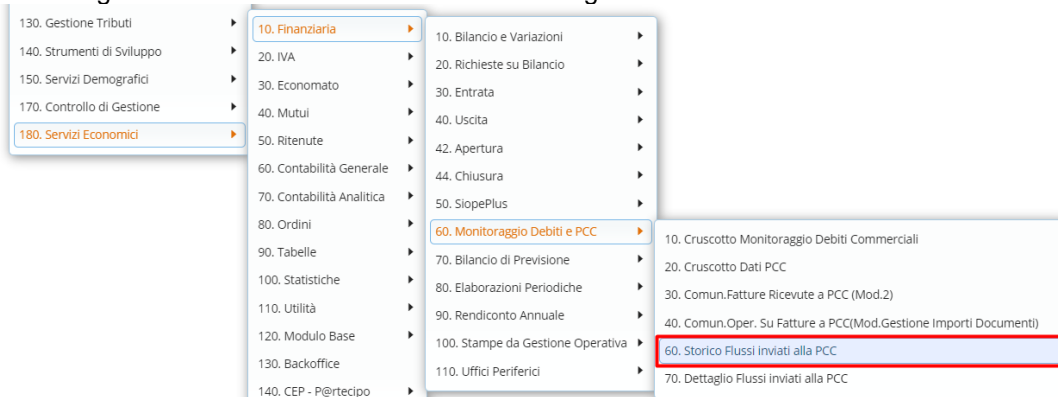 130. Gestione Tributi
140. Strumenti di Sviluppo
150. Servizi Demografici
170. Controllo di Gestione
180. Servizi Economici
10. Finanziaria
20. IVA
30. Economato
40. Mutui
50. Ritenute
60. Contabilità Generale
70. Contabilità Analitica
80. Ordini
90. Tabelle
100. Statistiche
110. Utilità
120. Modulo Base
130. Backoffice
140. CEP - P@rtecipo
10. Bilancio e Variazioni
20. Richieste su Bilancio
30. Entrata
40. Uscita
42. Apertura
44. Chiusura
50. SiopePlus
60. Monitoraggio Debiti e PCC
70. Bilancio di Previsione
80. Elaborazioni Periodiche
90. Rendiconto Annuale
100. Stampe da Gestione Operativa
110. Uffici Periferici
10. Cruscotto Monitoraggio Debiti Commerciali
20. Cruscotto Dati PCC
30. Comun.Fatture Ricevute a PCC (Mod.2)
40. Comun.Oper. Su Fatture a PCC(Mod.Gestione Importi Documenti)
60. Storico Flussi inviati alla PCC
70. Dettaglio Flussi inviati alla PCC